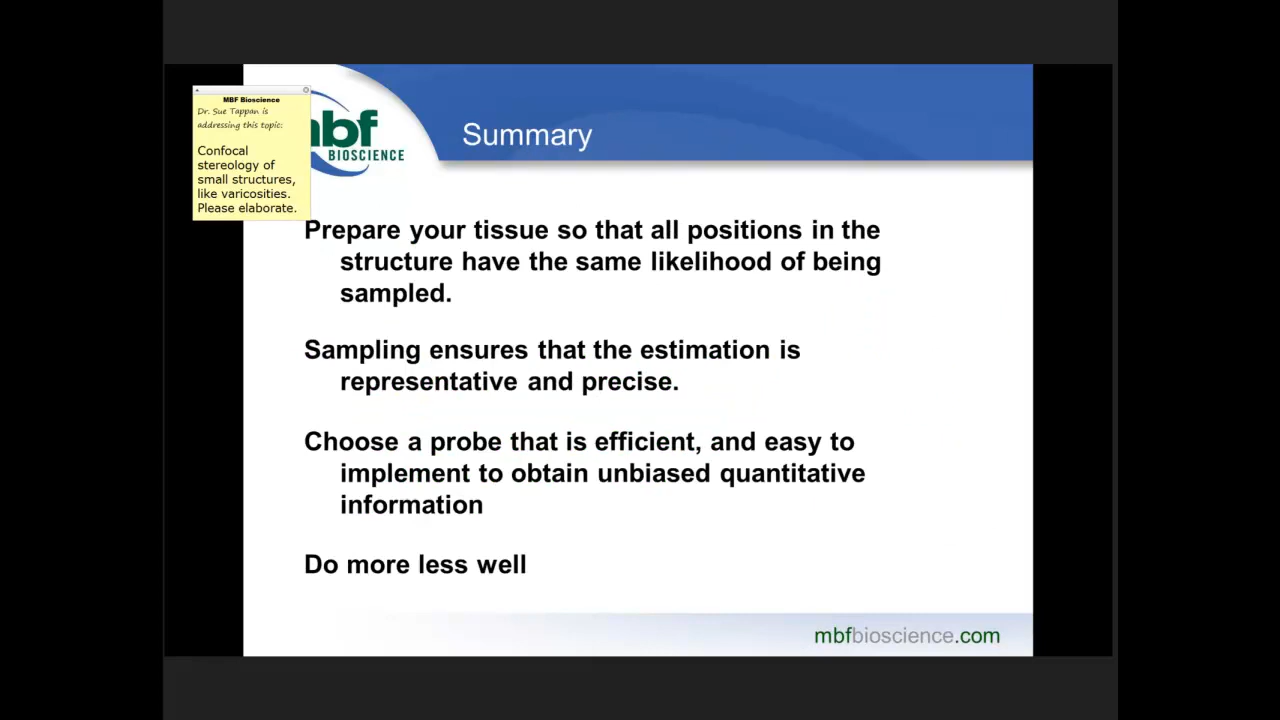 MBF Bioscience
Dr. Sue Tappan is
addressing this topic:
Confocal
stereology of
small structures,
like varicosities.
Please elaborate.
bf
BIOSCIENCE
Summary
Prepare your tissue so that all positions in the
structure have the same likelihood of being
sampled.
Sampling ensures that the estimation is
representative and precise.
Choose a probe that is efficient, and easy to
implement to obtain unbiased quantitative
information
Do more less well
mbfbioscience.com